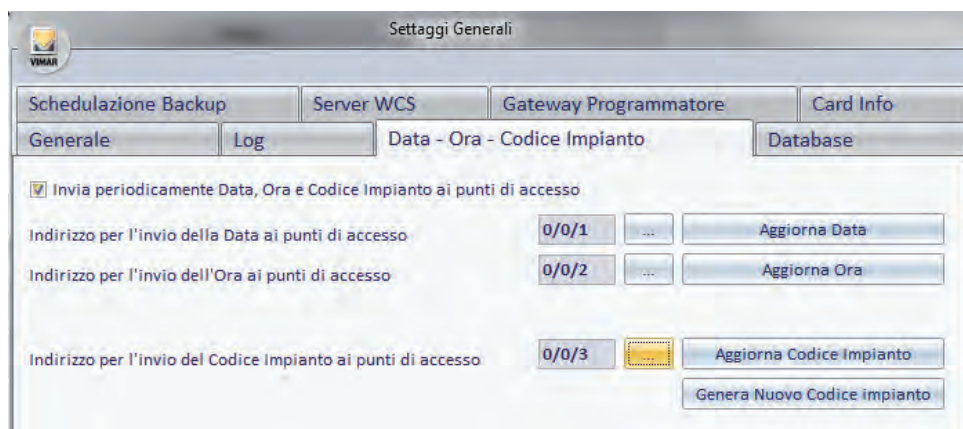 Settaggi Generali
VIMAR
Schedulazione Backup Server WCS Gateway Programmatore Card Info
Generale Log Data - Ora - Codice Impianto Database
Invia periodicamente Data, Ora e Codice Impianto ai punti di accesso
Indirizzo per l'invio della Data ai punti di accesso 0/0/1 ... Aggiorna Data
Indirizzo per l'invio dell'Ora ai punti di accesso 0/0/2 ... Aggiorna Ora
Indirizzo per l'invio del Codice Impianto ai punti di accesso 0/0/3 ... Aggiorna Codice Impianto
Genera Nuovo Codice impianto